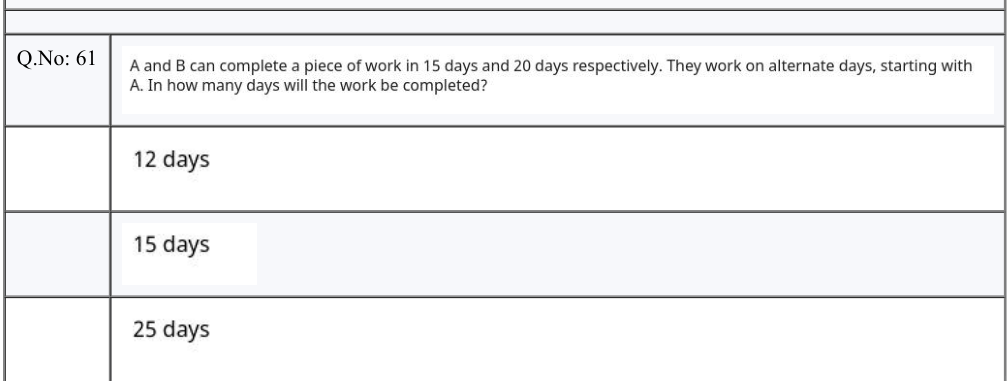 Q.No: 61
A and B can complete a piece of work in 15 days and 20 days respectively. They work on alternate days, starting with
A. In how many days will the work be completed?
12 days
15 days
25 days